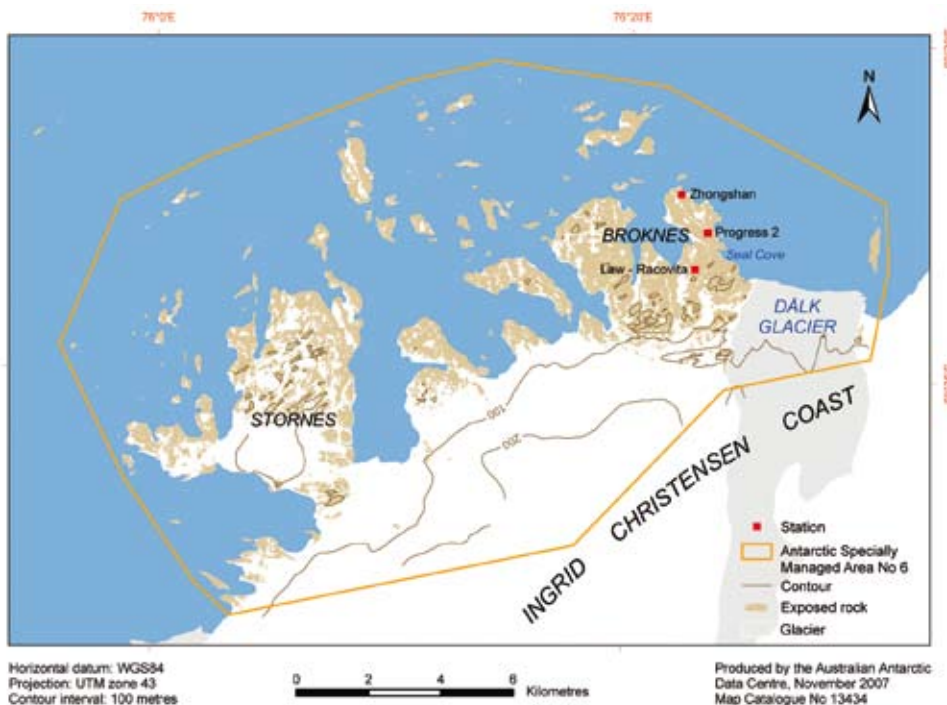 76°0'E
76°20'E
N
Zhongshan
BROKNES
Progress 2
Seal Cove
Law - Racovita
DÄLK
GLACIER
STORNES
100
200
INGRID CHRISTENSEN COAST
Station
Antarctic Specially
Managed Area No 6
Contour
Exposed rock
Glacier
Horizontal datum: WGS84
Projection: UTM zone 43
Contour interval: 100 metres
0 2 4 6
Kilometres
Produced by the Australian Antarctic
Data Centre, November 2007
Map Catalogue No 13434